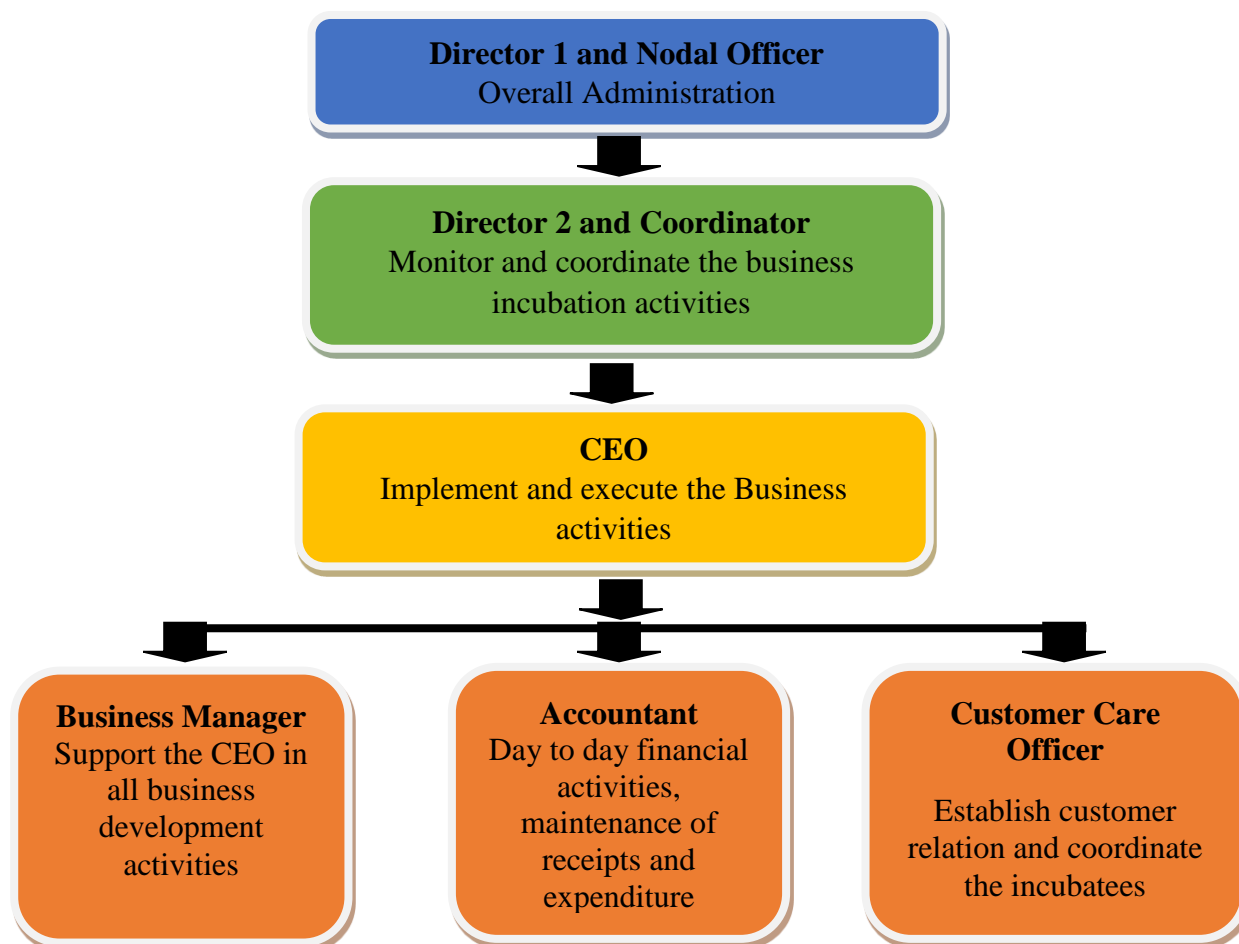 Director 1 and Nodal Officer
Overall Administration
Director 2 and Coordinator
Monitor and coordinate the business
incubation activities
CEO
Implement and execute the Business
activities
Business Manager
Support the CEO in
all business
development
activities
Accountant
Day to day financial
activities,
maintenance of
receipts and
expenditure
Customer Care
Officer
Establish customer
relation and coordinate
the incubatees